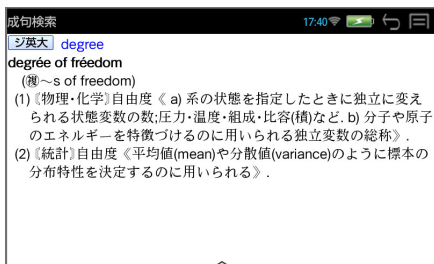 成句検索 17:40
ジ英大 degree
degrée of fréedom
(複～s of freedom)
(1)〘物理・化学〙自由度《 a) 系の状態を指定したときに独立に変え
られる状態変数の数;圧力・温度・組成・比容(積)など. b) 分子や原子
のエネルギーを特徴づけるのに用いられる独立変数の総称》.
(2)〘統計〙自由度《平均値(mean)や分散値(variance)のように標本の
分布特性を決定するのに用いられる》.